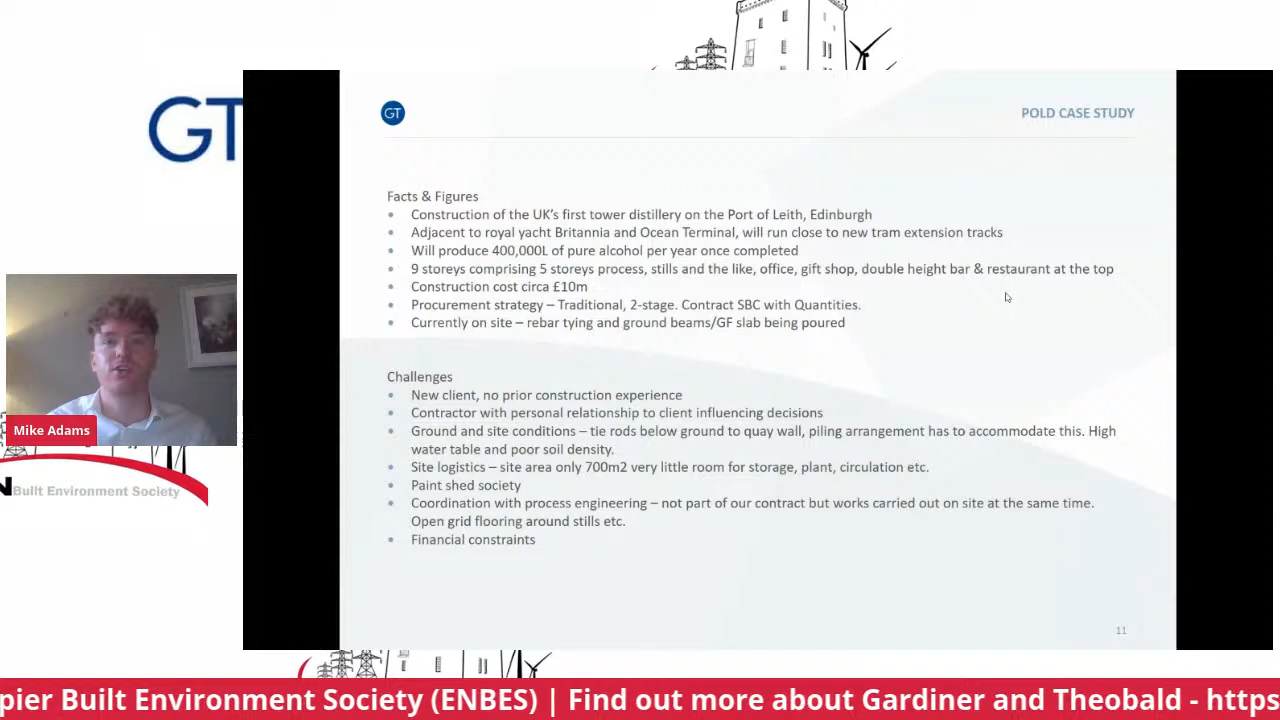 GT
GT
POLD CASE STUDY
Facts & Figures
• Construction of the UK's first tower distillery on the Port of Leith, Edinburgh
• Adjacent to royal yacht Britannia and Ocean Terminal, will run close to new tram extension tracks
• Will produce 400,000L of pure alcohol per year once completed
• 9 storeys comprising 5 storeys process, stills and the like, office, gift shop, double height bar & restaurant at the top
• Construction cost circa £10m
• Procurement strategy – Traditional, 2-stage. Contract SBC with Quantities.
• Currently on site – rebar tying and ground beams/GF slab being poured
Challenges
• New client, no prior construction experience
• Contractor with personal relationship to client influencing decisions
• Ground and site conditions – tie rods below ground to quay wall, piling arrangement has to accommodate this. High
water table and poor soil density.
• Site logistics – site area only 700m2 very little room for storage, plant, circulation etc.
• Paint shed society
• Coordination with process engineering – not part of our contract but works carried out on site at the same time.
Open grid flooring around stills etc.
• Financial constraints
11
Mike Adams
N Built Environment Society
pier Built Environment Society (ENBES) | Find out more about Gardiner and Theobald - https